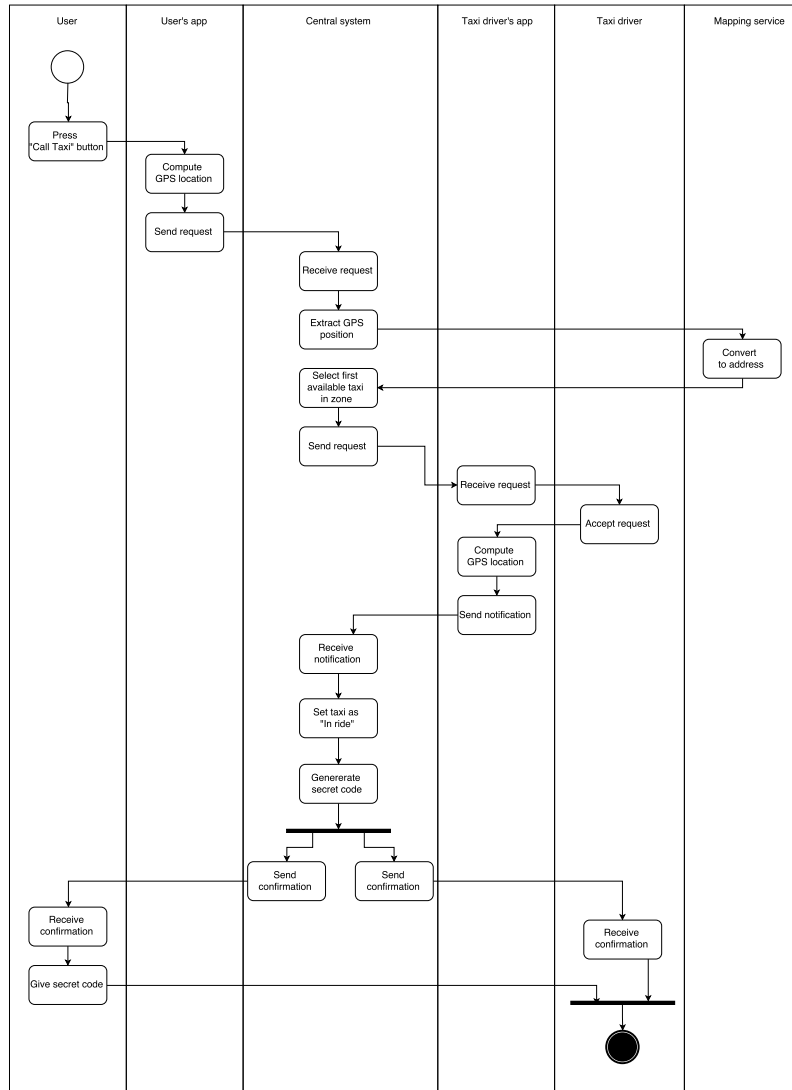 User
User's app
Central system
Taxi driver's app
Taxi driver
Mapping service
Press
"Call Taxi" button
Compute
GPS location
Send request
Receive request
Extract GPS
position
Convert
to address
Select first
available taxi
in zone
Send request
Receive request
Accept request
Compute
GPS location
Send notification
Receive
notification
Set taxi as
"In ride"
Genererate
secret code
Send
confirmation
Send
confirmation
Receive
confirmation
Receive
confirmation
Give secret code